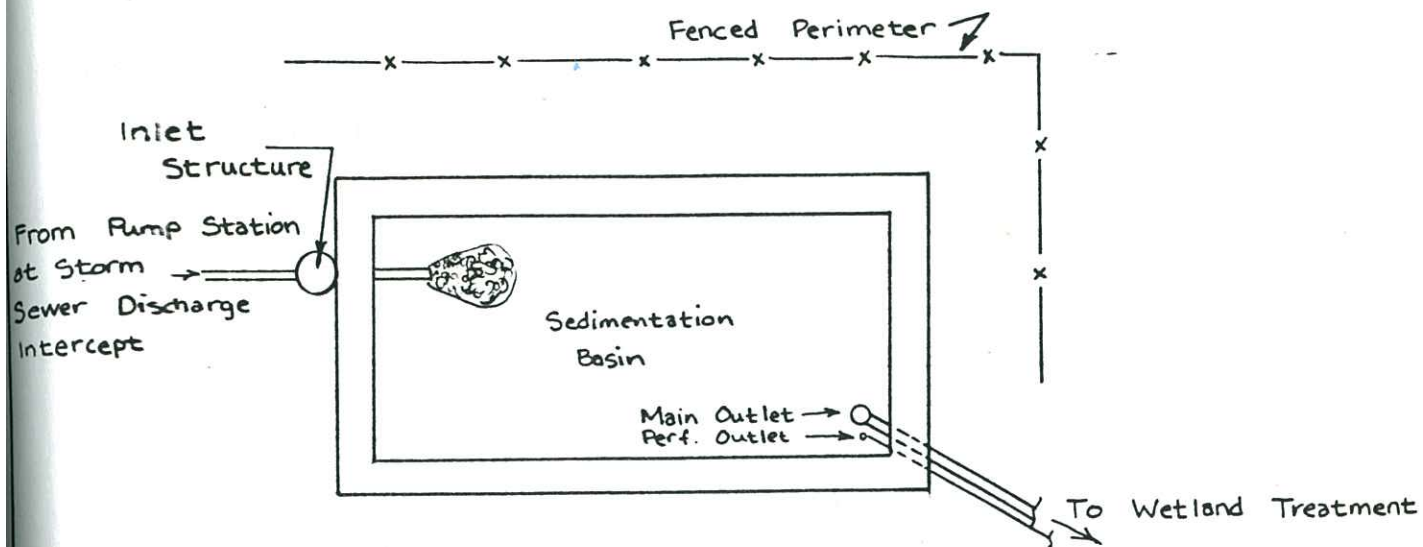 Fenced Perimeter
Inlet
Structure
From Pump Station
at Storm
Sewer Discharge
Intercept
Sedimentation
Basin
Main Outlet
Perf. Outlet
To Wetland Treatment